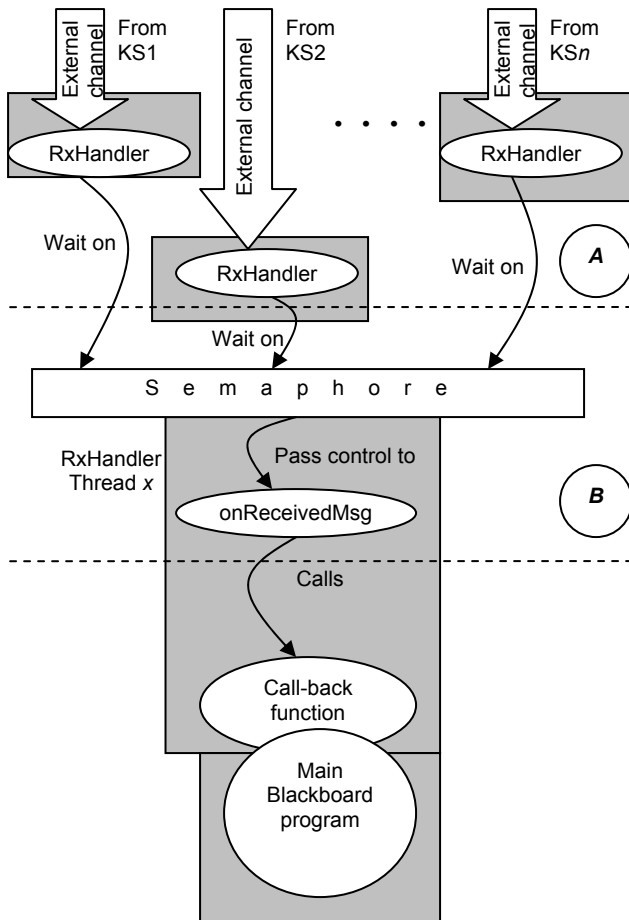 External
channel
From
KS1
External channel
From
KS2
External
channel
From
KSn
. . . .
RxHandler
RxHandler
RxHandler
Wait on
Wait on
Wait on
A
Semaphore
RxHandler
Thread x
Pass control to
onReceivedMsg
B
Calls
Call-back
function
Main
Blackboard
program